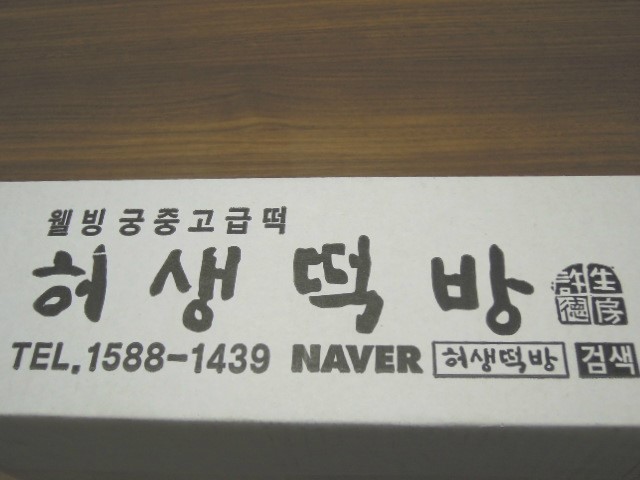 웰빙 궁중고급떡
허생떡방
許生
德房
TEL.1588-1439 NAVER 허생떡방 검색